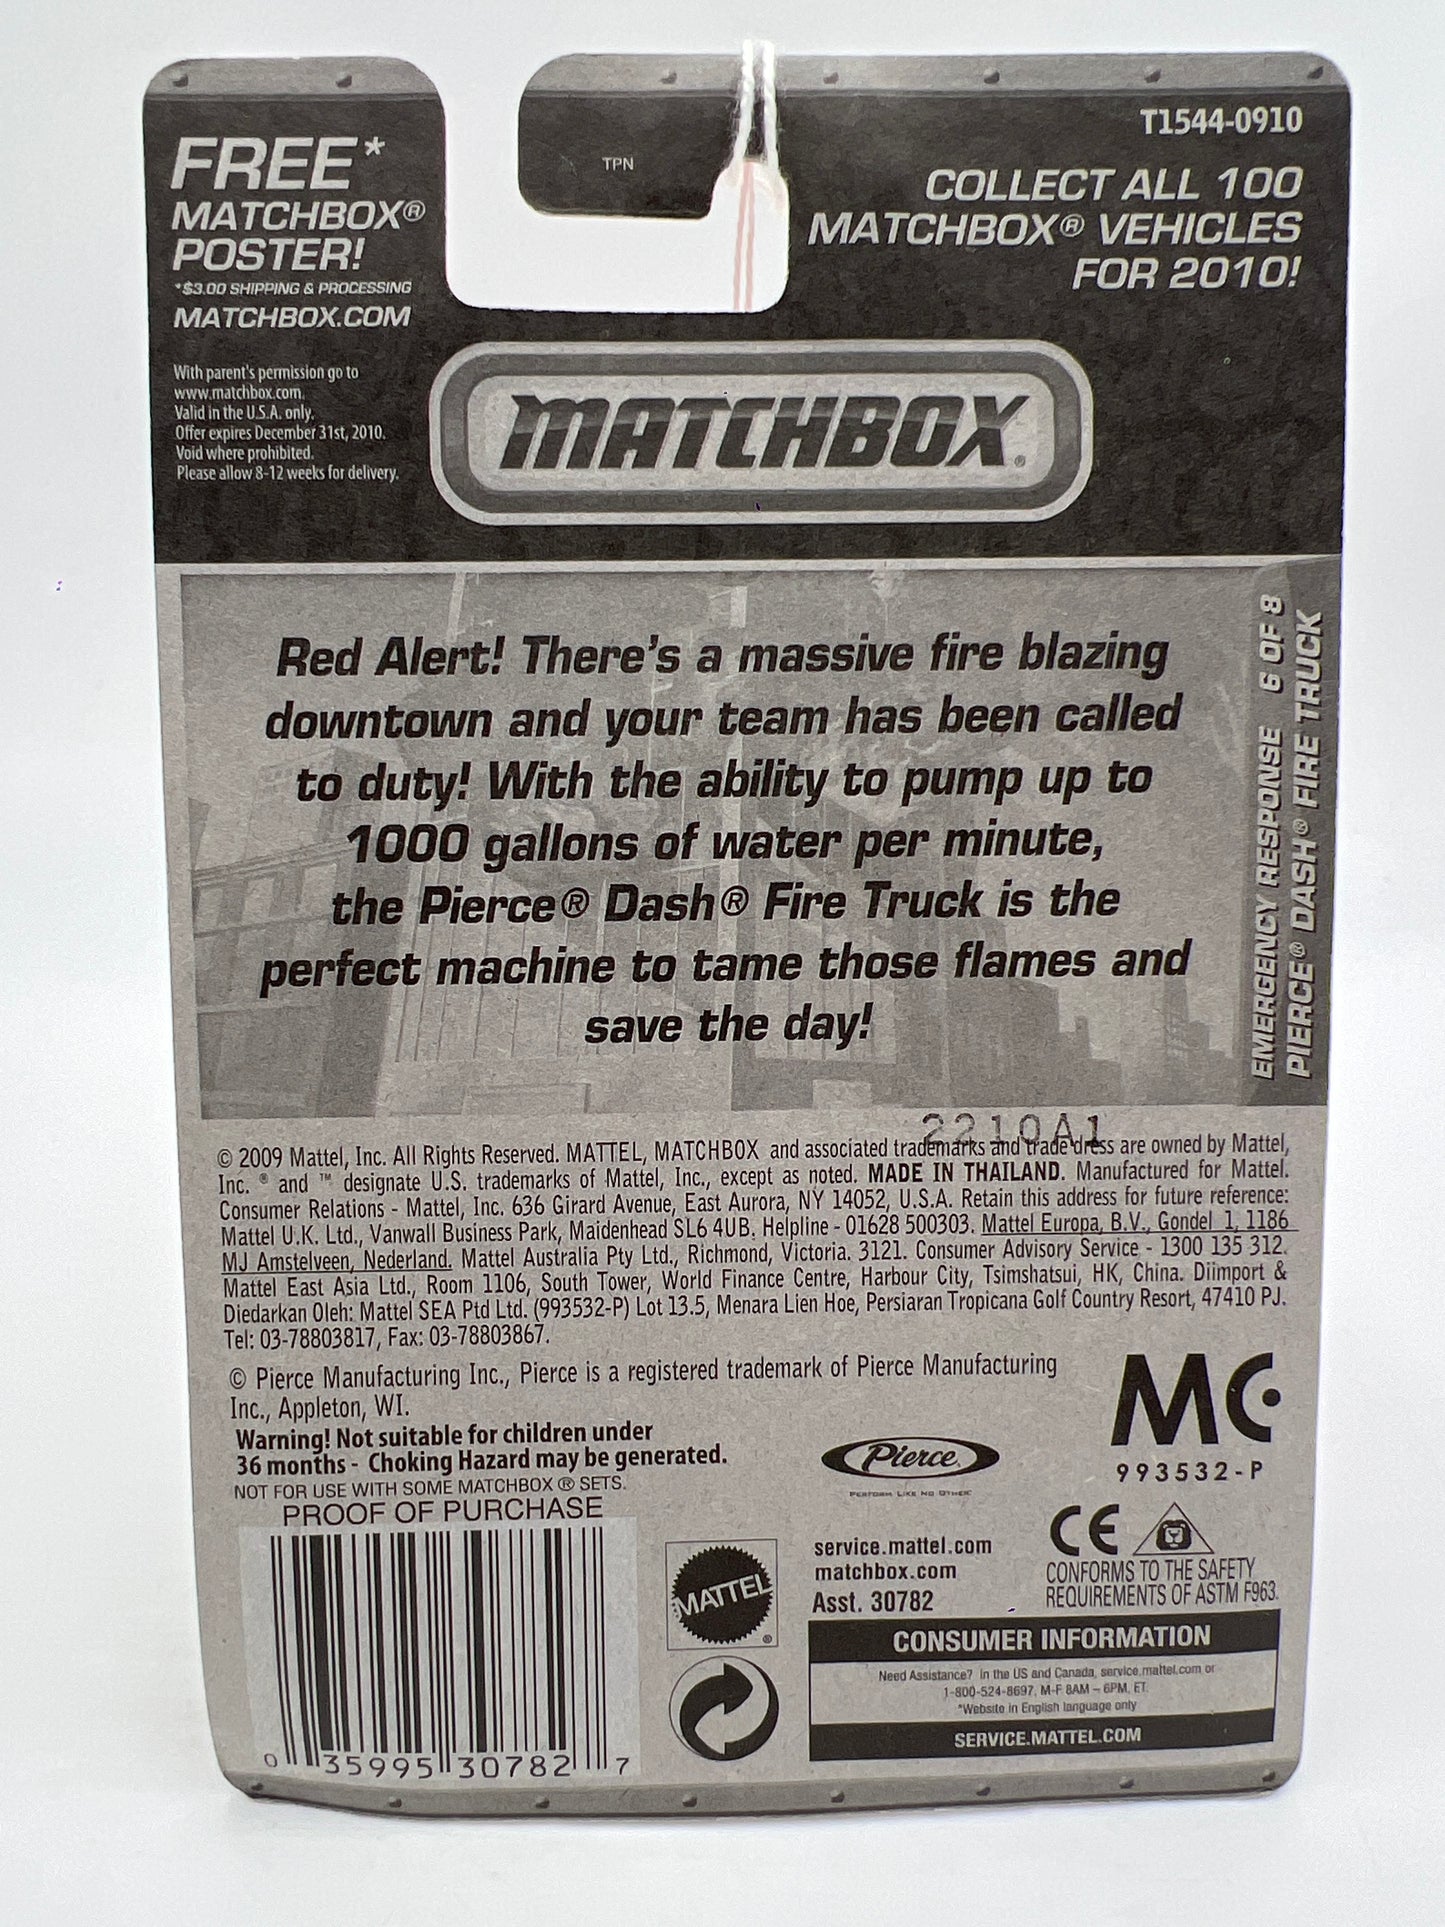 FREE*
MATCHBOX®
POSTER!
*$3.00 SHIPPING & PROCESSING
MATCHBOX.COM
With parent's permission go to
www.matchbox.com.
Valid in the U.S.A. only.
Offer expires December 31st, 2010.
Void where prohibited.
Please allow 8-12 weeks for delivery.
TPN
T1544-0910
COLLECT ALL 100
MATCHBOX® VEHICLES
FOR 2010!
MATCHBOX®
Red Alert! There's a massive fire blazing
downtown and your team has been called
to duty! With the ability to pump up to
1000 gallons of water per minute,
the Pierce® Dash® Fire Truck is the
perfect machine to tame those flames and
save the day!
EMERGENCY RESPONSE 6 OF 8
PIERCE® DASH® FIRE TRUCK
2210A1
© 2009 Mattel, Inc. All Rights Reserved. MATTEL, MATCHBOX and associated trademarks and trade dress are owned by Mattel,
Inc. ® and ™ designate U.S. trademarks of Mattel, Inc., except as noted. MADE IN THAILAND. Manufactured for Mattel.
Consumer Relations - Mattel, Inc. 636 Girard Avenue, East Aurora, NY 14052, U.S.A. Retain this address for future reference:
Mattel U.K. Ltd., Vanwall Business Park, Maidenhead SL6 4UB. Helpline - 01628 500303. Mattel Europa, B.V., Gondel 1, 1186
MJ Amstelveen, Nederland. Mattel Australia Pty Ltd., Richmond, Victoria. 3121. Consumer Advisory Service - 1300 135 312.
Mattel East Asia Ltd., Room 1106, South Tower, World Finance Centre, Harbour City, Tsimshatsui, HK, China. Diimport &
Diedarkan Oleh: Mattel SEA Ptd Ltd. (993532-P) Lot 13.5, Menara Lien Hoe, Persiaran Tropicana Golf Country Resort, 47410 PJ.
Tel: 03-78803817, Fax: 03-78803867.
© Pierce Manufacturing Inc., Pierce is a registered trademark of Pierce Manufacturing
Inc., Appleton, WI.
Warning! Not suitable for children under
36 months - Choking Hazard may be generated.
NOT FOR USE WITH SOME MATCHBOX ® SETS.
PROOF OF PURCHASE
0 35995 30782 7
MATTEL®
Pierce
PERFORM LIKE NO OTHER
MC
993532-P
service.mattel.com
matchbox.com
Asst. 30782
CE
CONFORMS TO THE SAFETY
REQUIREMENTS OF ASTM F963.
CONSUMER INFORMATION
Need Assistance? In the US and Canada, service.mattel.com or
1-800-524-8697, M-F 8AM – 6PM, ET.
*Website in English language only
SERVICE.MATTEL.COM